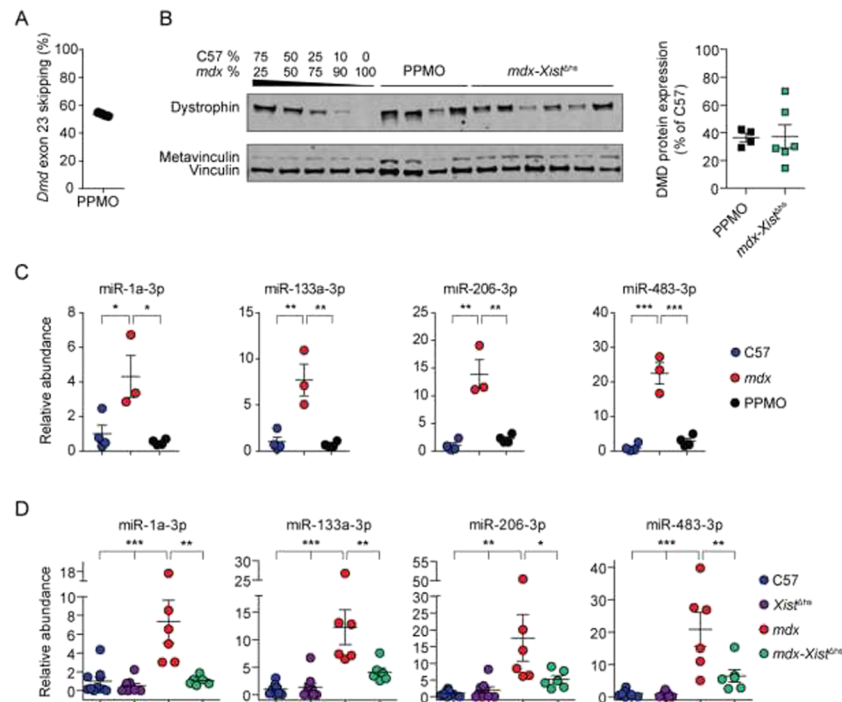 A
Dmd exon 23 skipping (%)
100
80
60
40
20
0
PPMO
B
C57 % 75 50 25 10 0
mdx % 25 50 75 90 100
PPMO
mdx-XistΔhs
Dystrophin
Metavinculin
Vinculin
DMD protein expression
(% of C57)
100
80
60
40
20
0
PPMO
mdx-XistΔhs
C
miR-1a-3p
miR-133a-3p
miR-206-3p
miR-483-3p
* *
** **
** **
*** ***
Relative abundance
8
6
4
2
0
15
10
5
0
25
20
15
10
5
0
40
30
20
10
0
C57
mdx
PPMO
D
miR-1a-3p
miR-133a-3p
miR-206-3p
miR-483-3p
*** **
*** **
** *
*** **
Relative abundance
18
10
8
6
4
2
0
30
25
15
10
5
0
55
50
40
30
20
10
0
40
30
20
10
0
C57
XistΔhs
mdx
mdx-XistΔhs